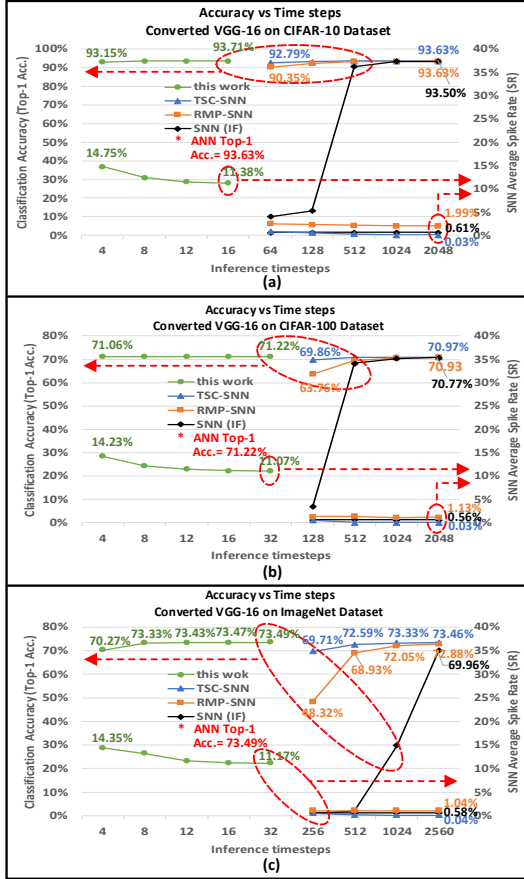 Accuracy vs Time steps
Converted VGG-16 on CIFAR-10 Dataset
Classification Accuracy (Top-1 Acc.)
100%
90%
80%
70%
60%
50%
40%
30%
20%
10%
0%
93.15%
93.71%
92.79%
90.35%
93.63%
93.63%
93.50%
this work
TSC-SNN
RMP-SNN
SNN (IF)
* ANN Top-1
Acc.= 93.63%
14.75%
11.38%
1.99%
0.61%
0.03%
40
35
30
25
20
15
10
5
0
SNN Average Spike Rate (SR)
4 8 12 16 64 128 512 1024 2048
Inference timesteps
(a)
Accuracy vs Time steps
Converted VGG-16 on CIFAR-100 Dataset
Classification Accuracy (Top-1 Acc.)
80%
70%
60%
50%
40%
30%
20%
10%
0%
71.06%
71.22%
69.86%
63.76%
70.97%
70.93
70.77%
this work
TSC-SNN
RMP-SNN
SNN (IF)
* ANN Top-1
Acc.= 71.22%
14.23%
11.07%
1.13%
0.56%
0.03%
40
35
30
25
20
15
10
5
0
SNN Average Spike Rate (SR)
4 8 12 16 32 128 512 1024 2048
Inference timesteps
(b)
Accuracy vs Time steps
Converted VGG-16 on ImageNet Dataset
Classification Accuracy (Top-1 Acc.)
80%
70%
60%
50%
40%
30%
20%
10%
0%
70.27% 73.33% 73.43% 73.47% 73.49% 69.71% 72.59% 73.33% 73.46%
48.32%
68.93%
72.05%
72.88%
69.96%
this work
TSC-SNN
RMP-SNN
SNN (IF)
* ANN Top-1
Acc.= 73.49%
14.35%
11.17%
1.04%
0.58%
0.04%
40
35
30
25
20
15
10
5
0
SNN Average Spike Rate (SR)
4 8 12 16 32 256 512 1024 2560
Inference timesteps
(c)